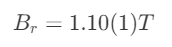 B_r = 1.10(1)T